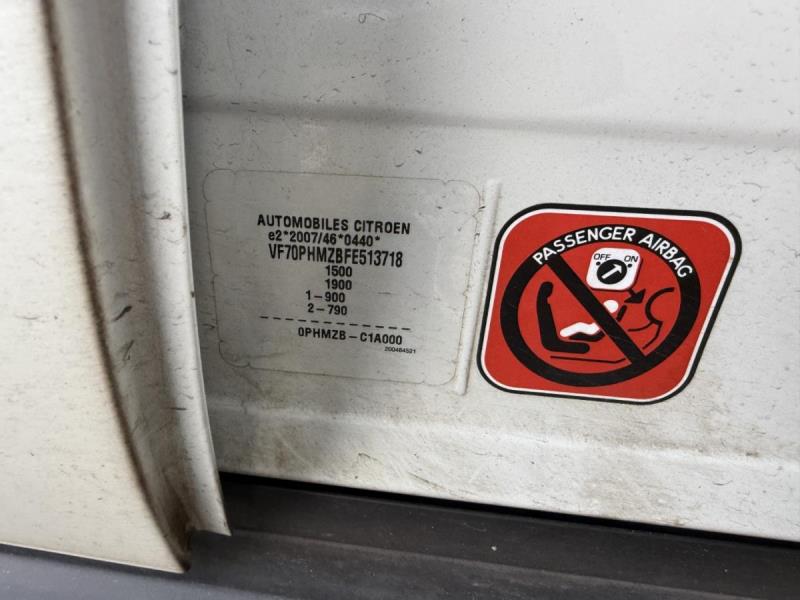 AUTOMOBILES CITROEN
e2*2007/46*0440*
VF70PHMZBFE513718
1500
1900
1-900
2-790
0PHMZB-C1A000
200484521
PASSENGER AIRBAG
OFF ON